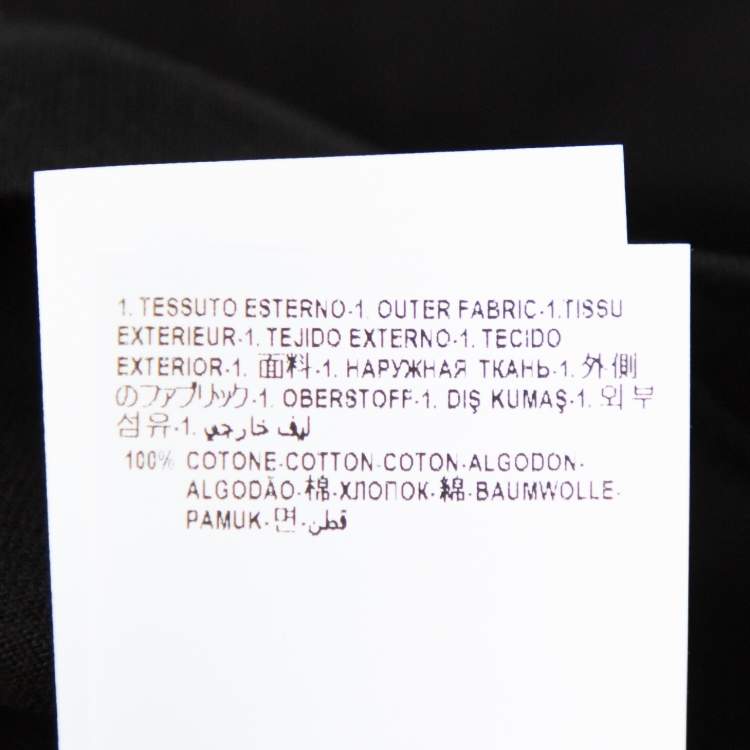 1. TESSUTO ESTERNO-1. OUTER FABRIC-1.TISSU
EXTERIEUR-1. TEJIDO EXTERNO-1. TECIDO
EXTERIOR-1. 面料-1. НАРУЖНАЯ ТКАНЬ-1. 外側
のファブリック-1. OBERSTOFF-1. DIŞ KUMAŞ-1. 외부
섬유-1. ليف خارجي
100% COTONE-COTTON-COTON-ALGODON-
ALGODÃO-棉-ХЛОПОК-綿-BAUMWOLLE-
PAMUK-면-قطن